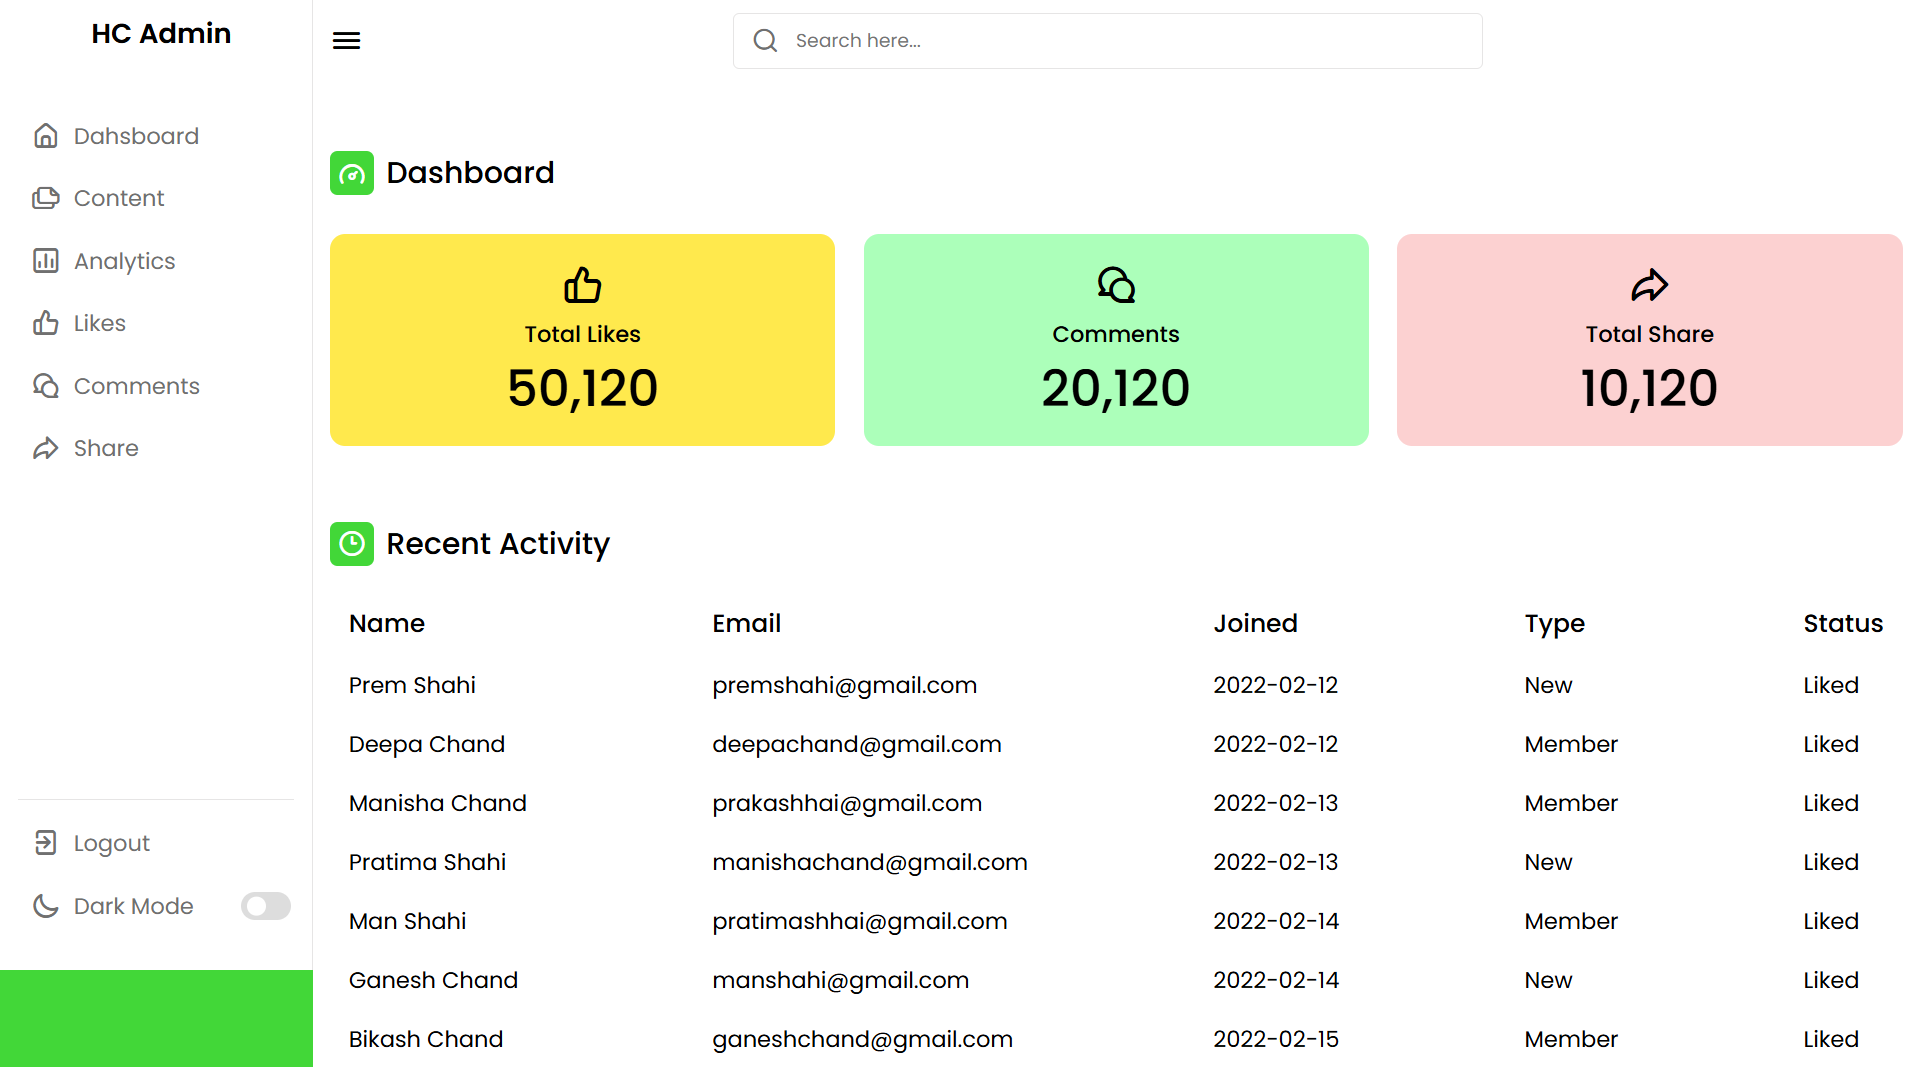 HC Admin
Search here...
Dahsboard
Content
Analytics
Likes
Comments
Share
Logout
Dark Mode
Dashboard
Total Likes
50,120
Comments
20,120
Total Share
10,120
Recent Activity
Name Email Joined Type Status
Prem Shahi premshahi@gmail.com 2022-02-12 New Liked
Deepa Chand deepachand@gmail.com 2022-02-12 Member Liked
Manisha Chand prakashhai@gmail.com 2022-02-13 Member Liked
Pratima Shahi manishachand@gmail.com 2022-02-13 New Liked
Man Shahi pratimashhai@gmail.com 2022-02-14 Member Liked
Ganesh Chand manshahi@gmail.com 2022-02-14 New Liked
Bikash Chand ganeshchand@gmail.com 2022-02-15 Member Liked